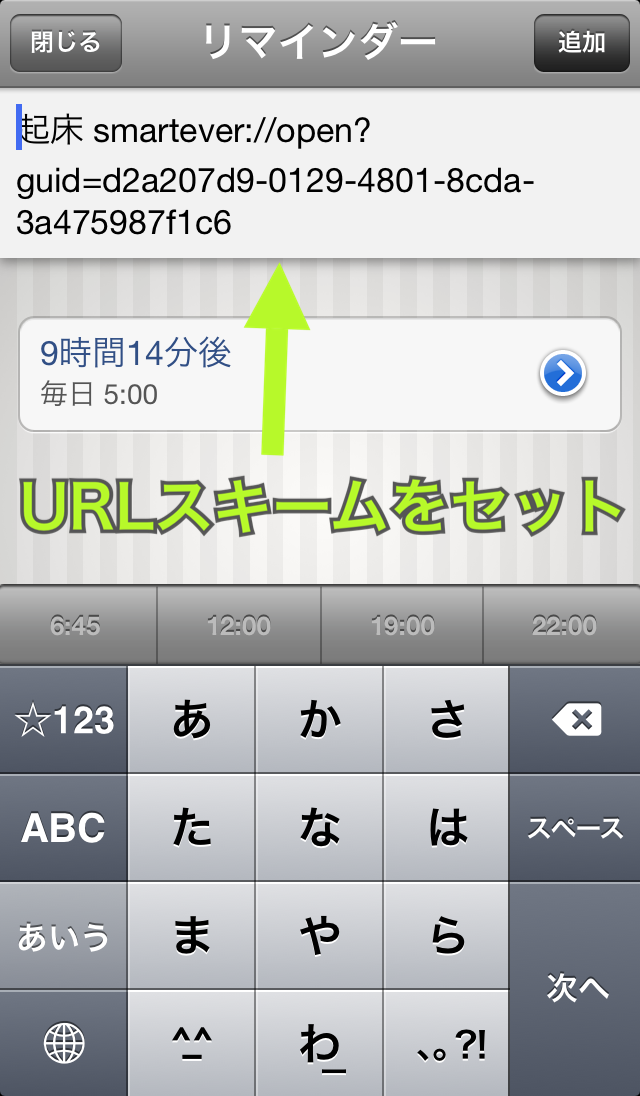 閉じる
リマインダー
追加
起床 smartever://open?
guid=d2a207d9-0129-4801-8cda-
3a475987f1c6
9時間14分後
毎日 5:00
URLスキームをセット
6:45 12:00 19:00 22:00
☆123 あ か さ
ABC た な は スペース
あいう ま や ら
次へ
^_^ わ_ 、。?!